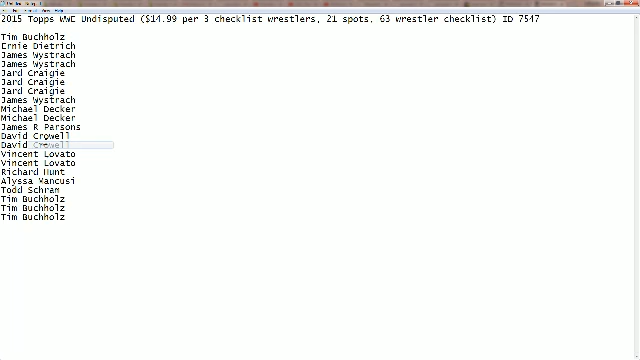 2015 Topps WWE Undisputed ($14.99 per 3 checklist wrestlers, 21 spots, 63 wrestler checklist) ID 7547
Tim Buchholz
Ernie Dietrich
James Wystrach
James Wystrach
Jard Craigie
Jard Craigie
Jard Craigie
James Wystrach
Michael Decker
Michael Decker
James R Parsons
David Crowell
David Crowell
Vincent Lovato
Vincent Lovato
Richard Hunt
Alyssa Mancusi
Todd Schram
Tim Buchholz
Tim Buchholz
Tim Buchholz